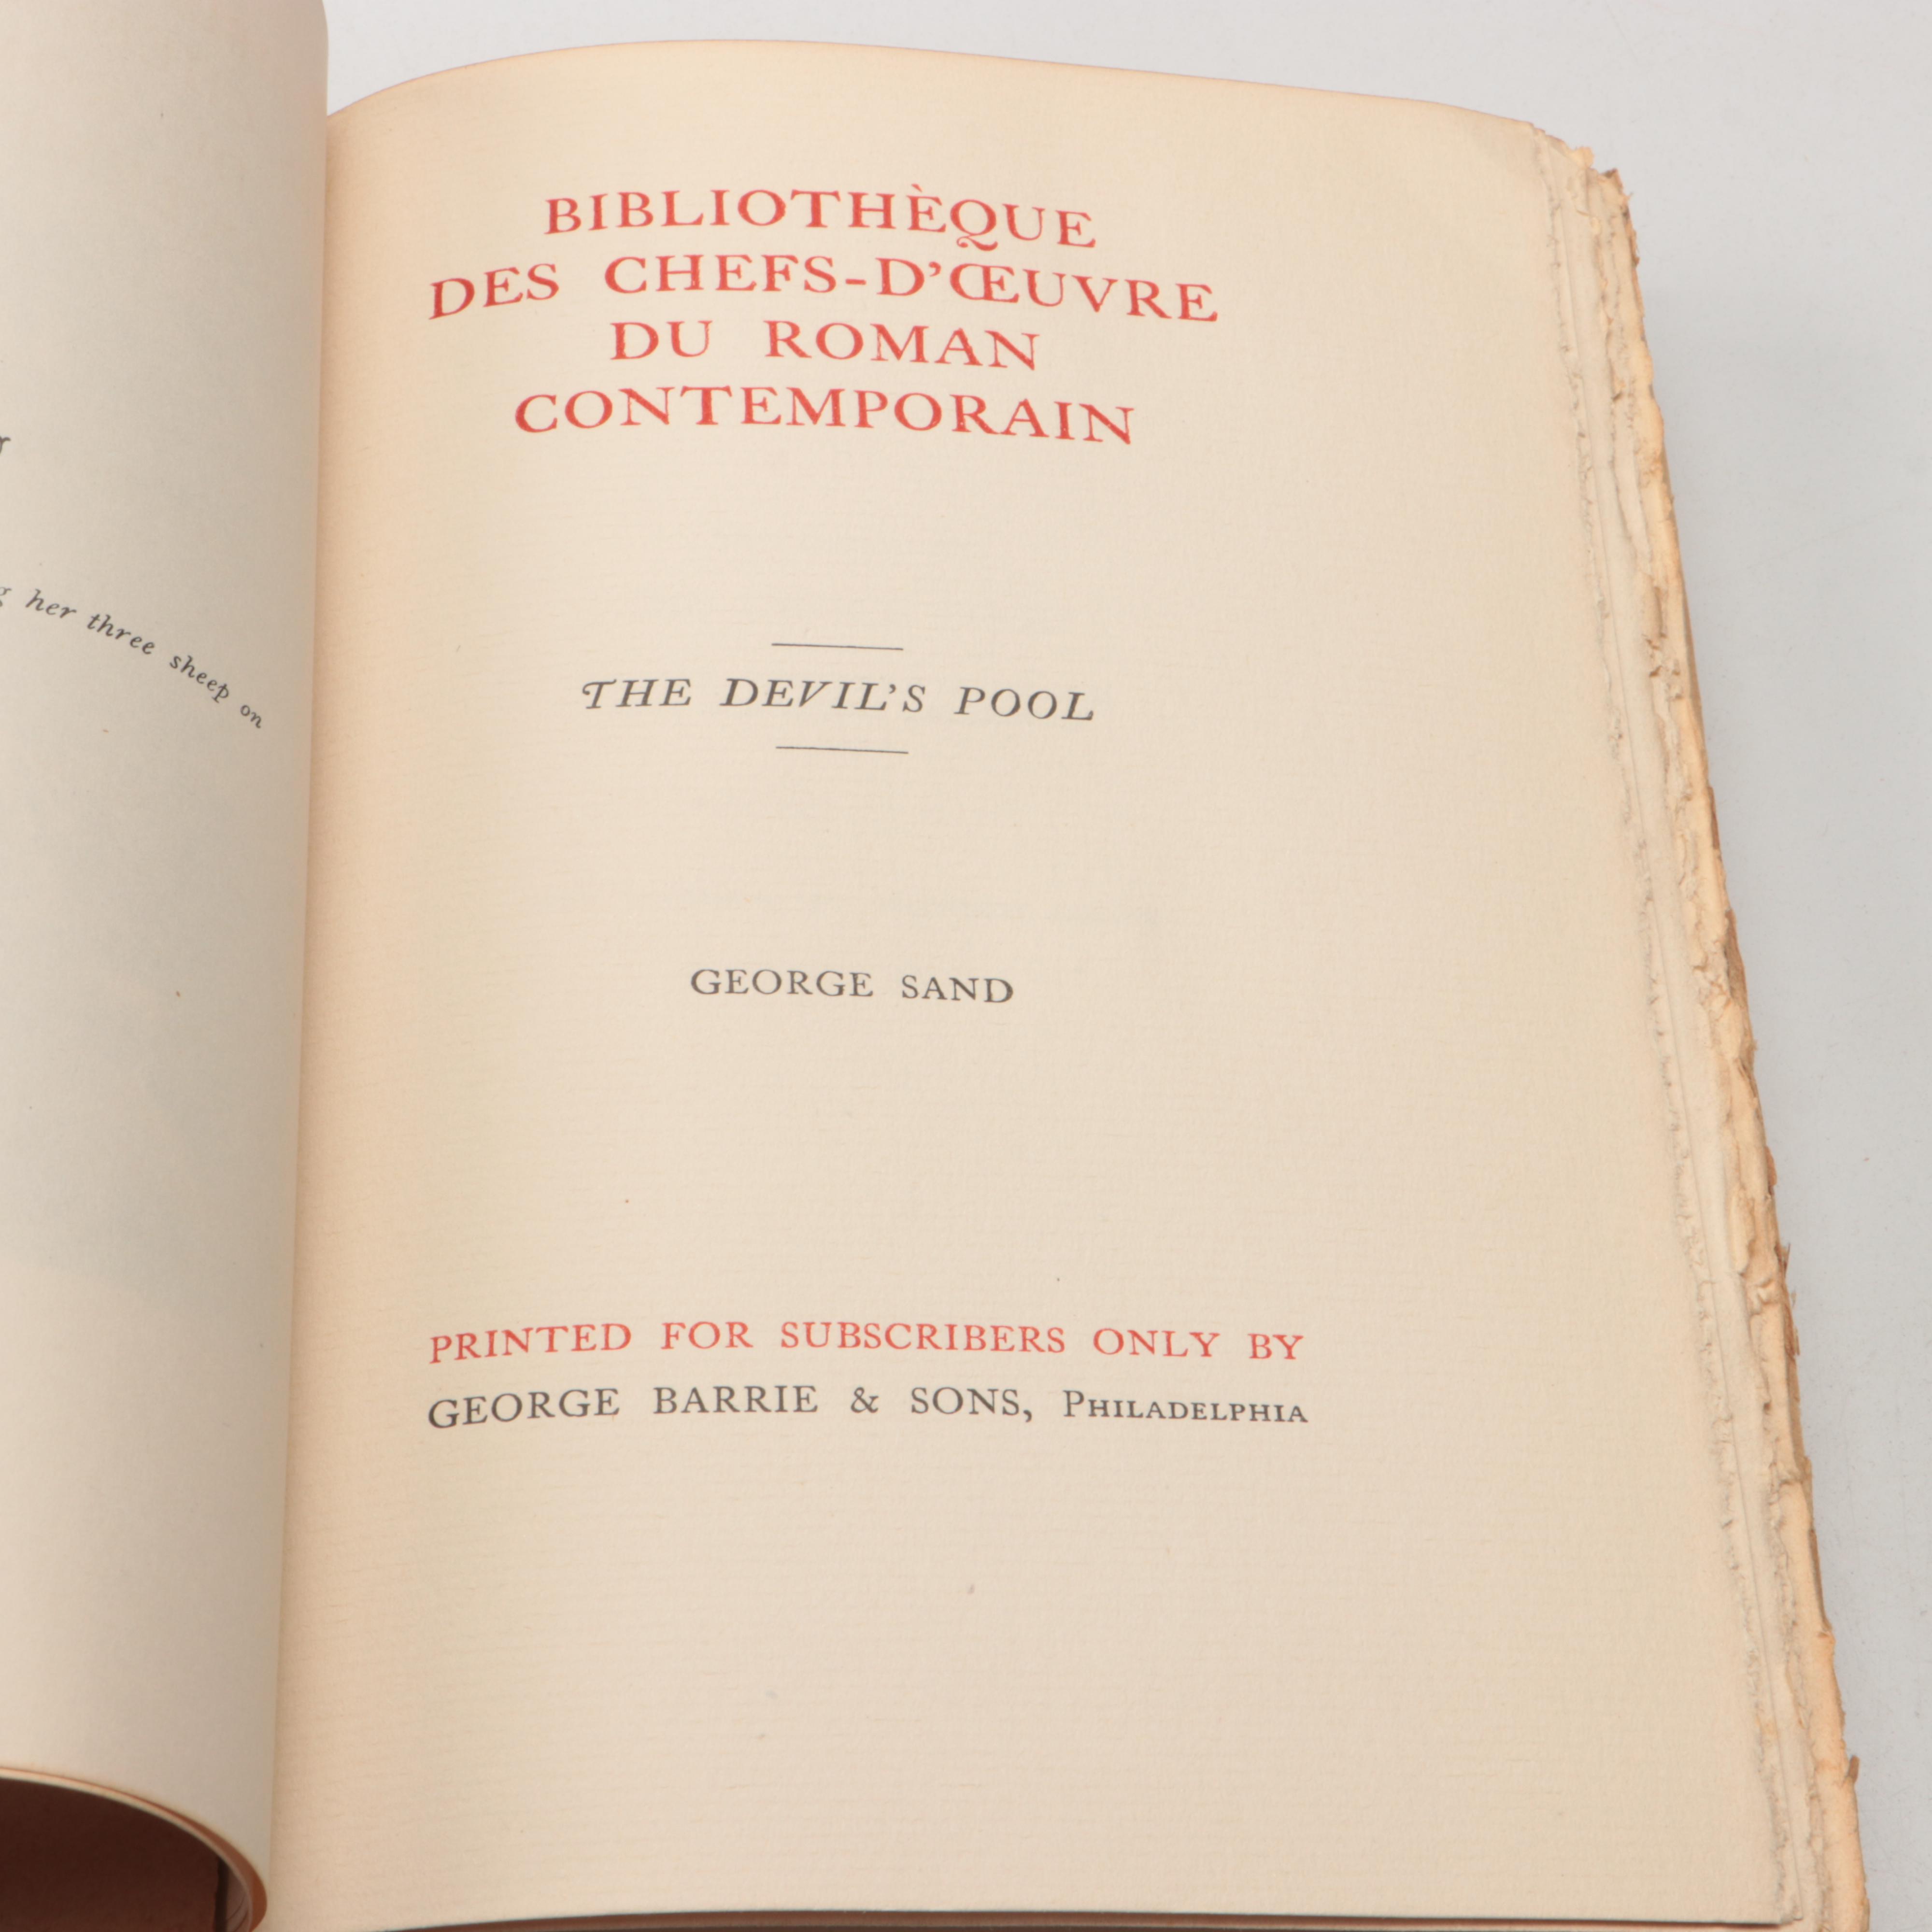 her three sheep on
BIBLIOTHÈQUE
DES CHEFS-D'ŒUVRE
DU ROMAN
CONTEMPORAIN
THE DEVIL'S POOL
GEORGE SAND
PRINTED FOR SUBSCRIBERS ONLY BY
GEORGE BARRIE & SONS, PHILADELPHIA